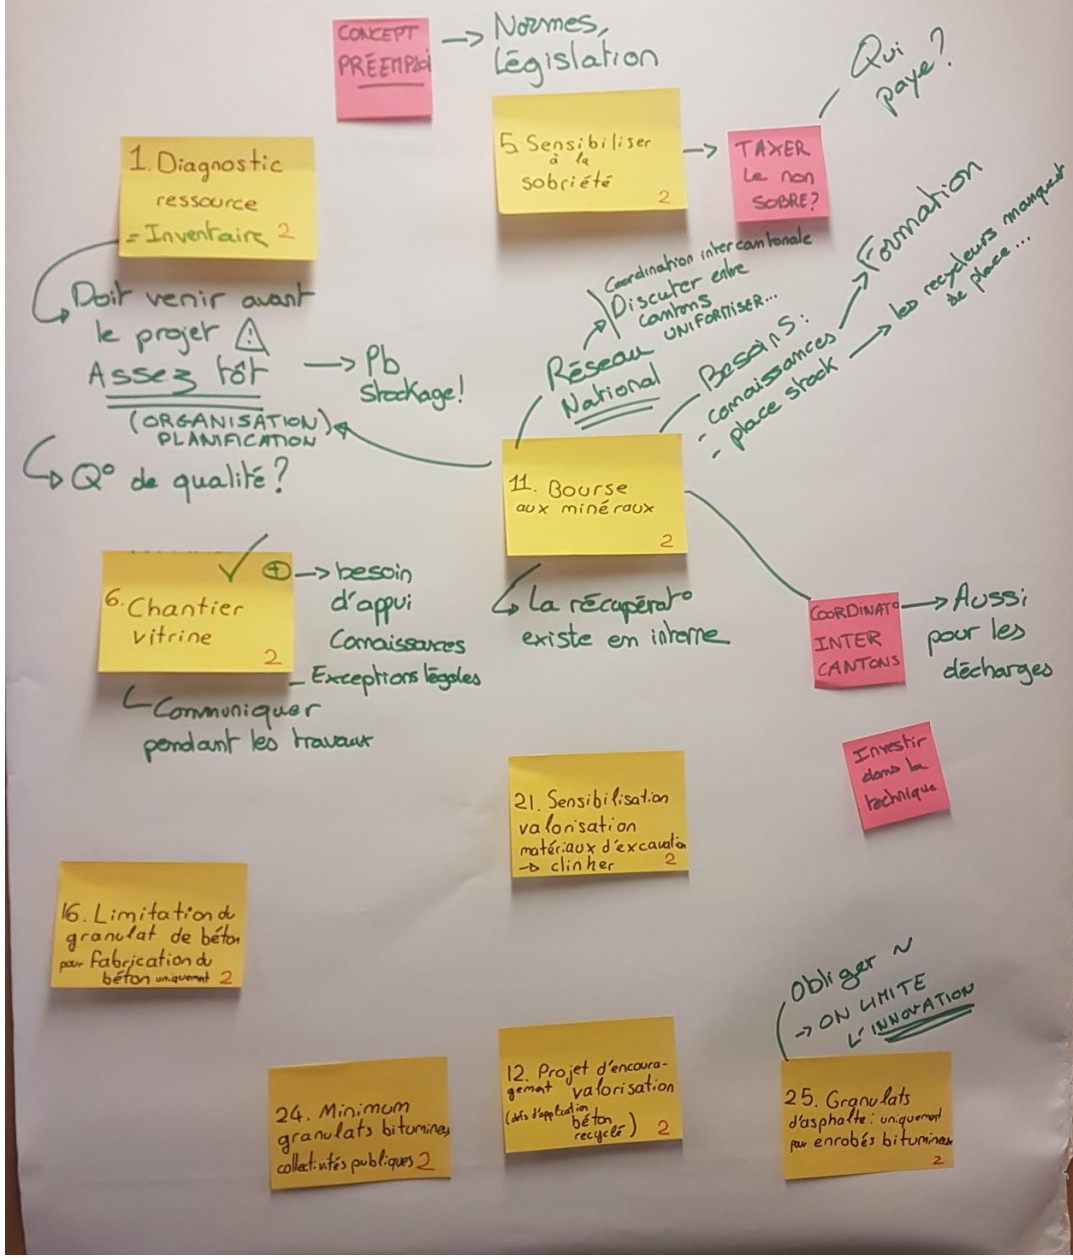 CONCEPT
PRÉEMPLOI
→ Normes,
Législation
5. Sensibiliser
à la
sobriété
2
→ TAXER
Le non
SOBRE?
Qui
paye?
1. Diagnostic
ressource
= Inventaire 2
Doit venir avant
le projet ⚠
Assez tôt
(ORGANISATION)
PLANIFICATION
→ Pb
stockage!
Q° de qualité?
Réseau
National
Coordination intercantonale
Discuter entre
cantons
UNIFORMISER...
Besoins:
- connaissances → Formation
- place stock → les recycleurs manquent
de place...
11. Bourse
aux minéraux
2
La récupérat°
existe en interne
COORDINAT°
INTER
CANTONS
→ Aussi
pour les
décharges
Investir
dans la
technique
6. Chantier
vitrine
2
✓ ⊕ → besoin
d'appui
Connaissances
- Exceptions légales
Communiquer
pendant les travaux
21. Sensibilisation
valorisation
matériaux d'excavation
→ clinker 2
16. Limitation du
granulat de béton
pour fabrication du
béton uniquement 2
24. Minimum
granulats bitumineux
collectivités publiques 2
12. Projet d'encoura-
gement valorisation
béton
recyclé) 2
Obliger ~
→ ON LIMITE
L'INNOVATION
25. Granulats
d'asphalte: uniquement
par enrobés bitumineux
2